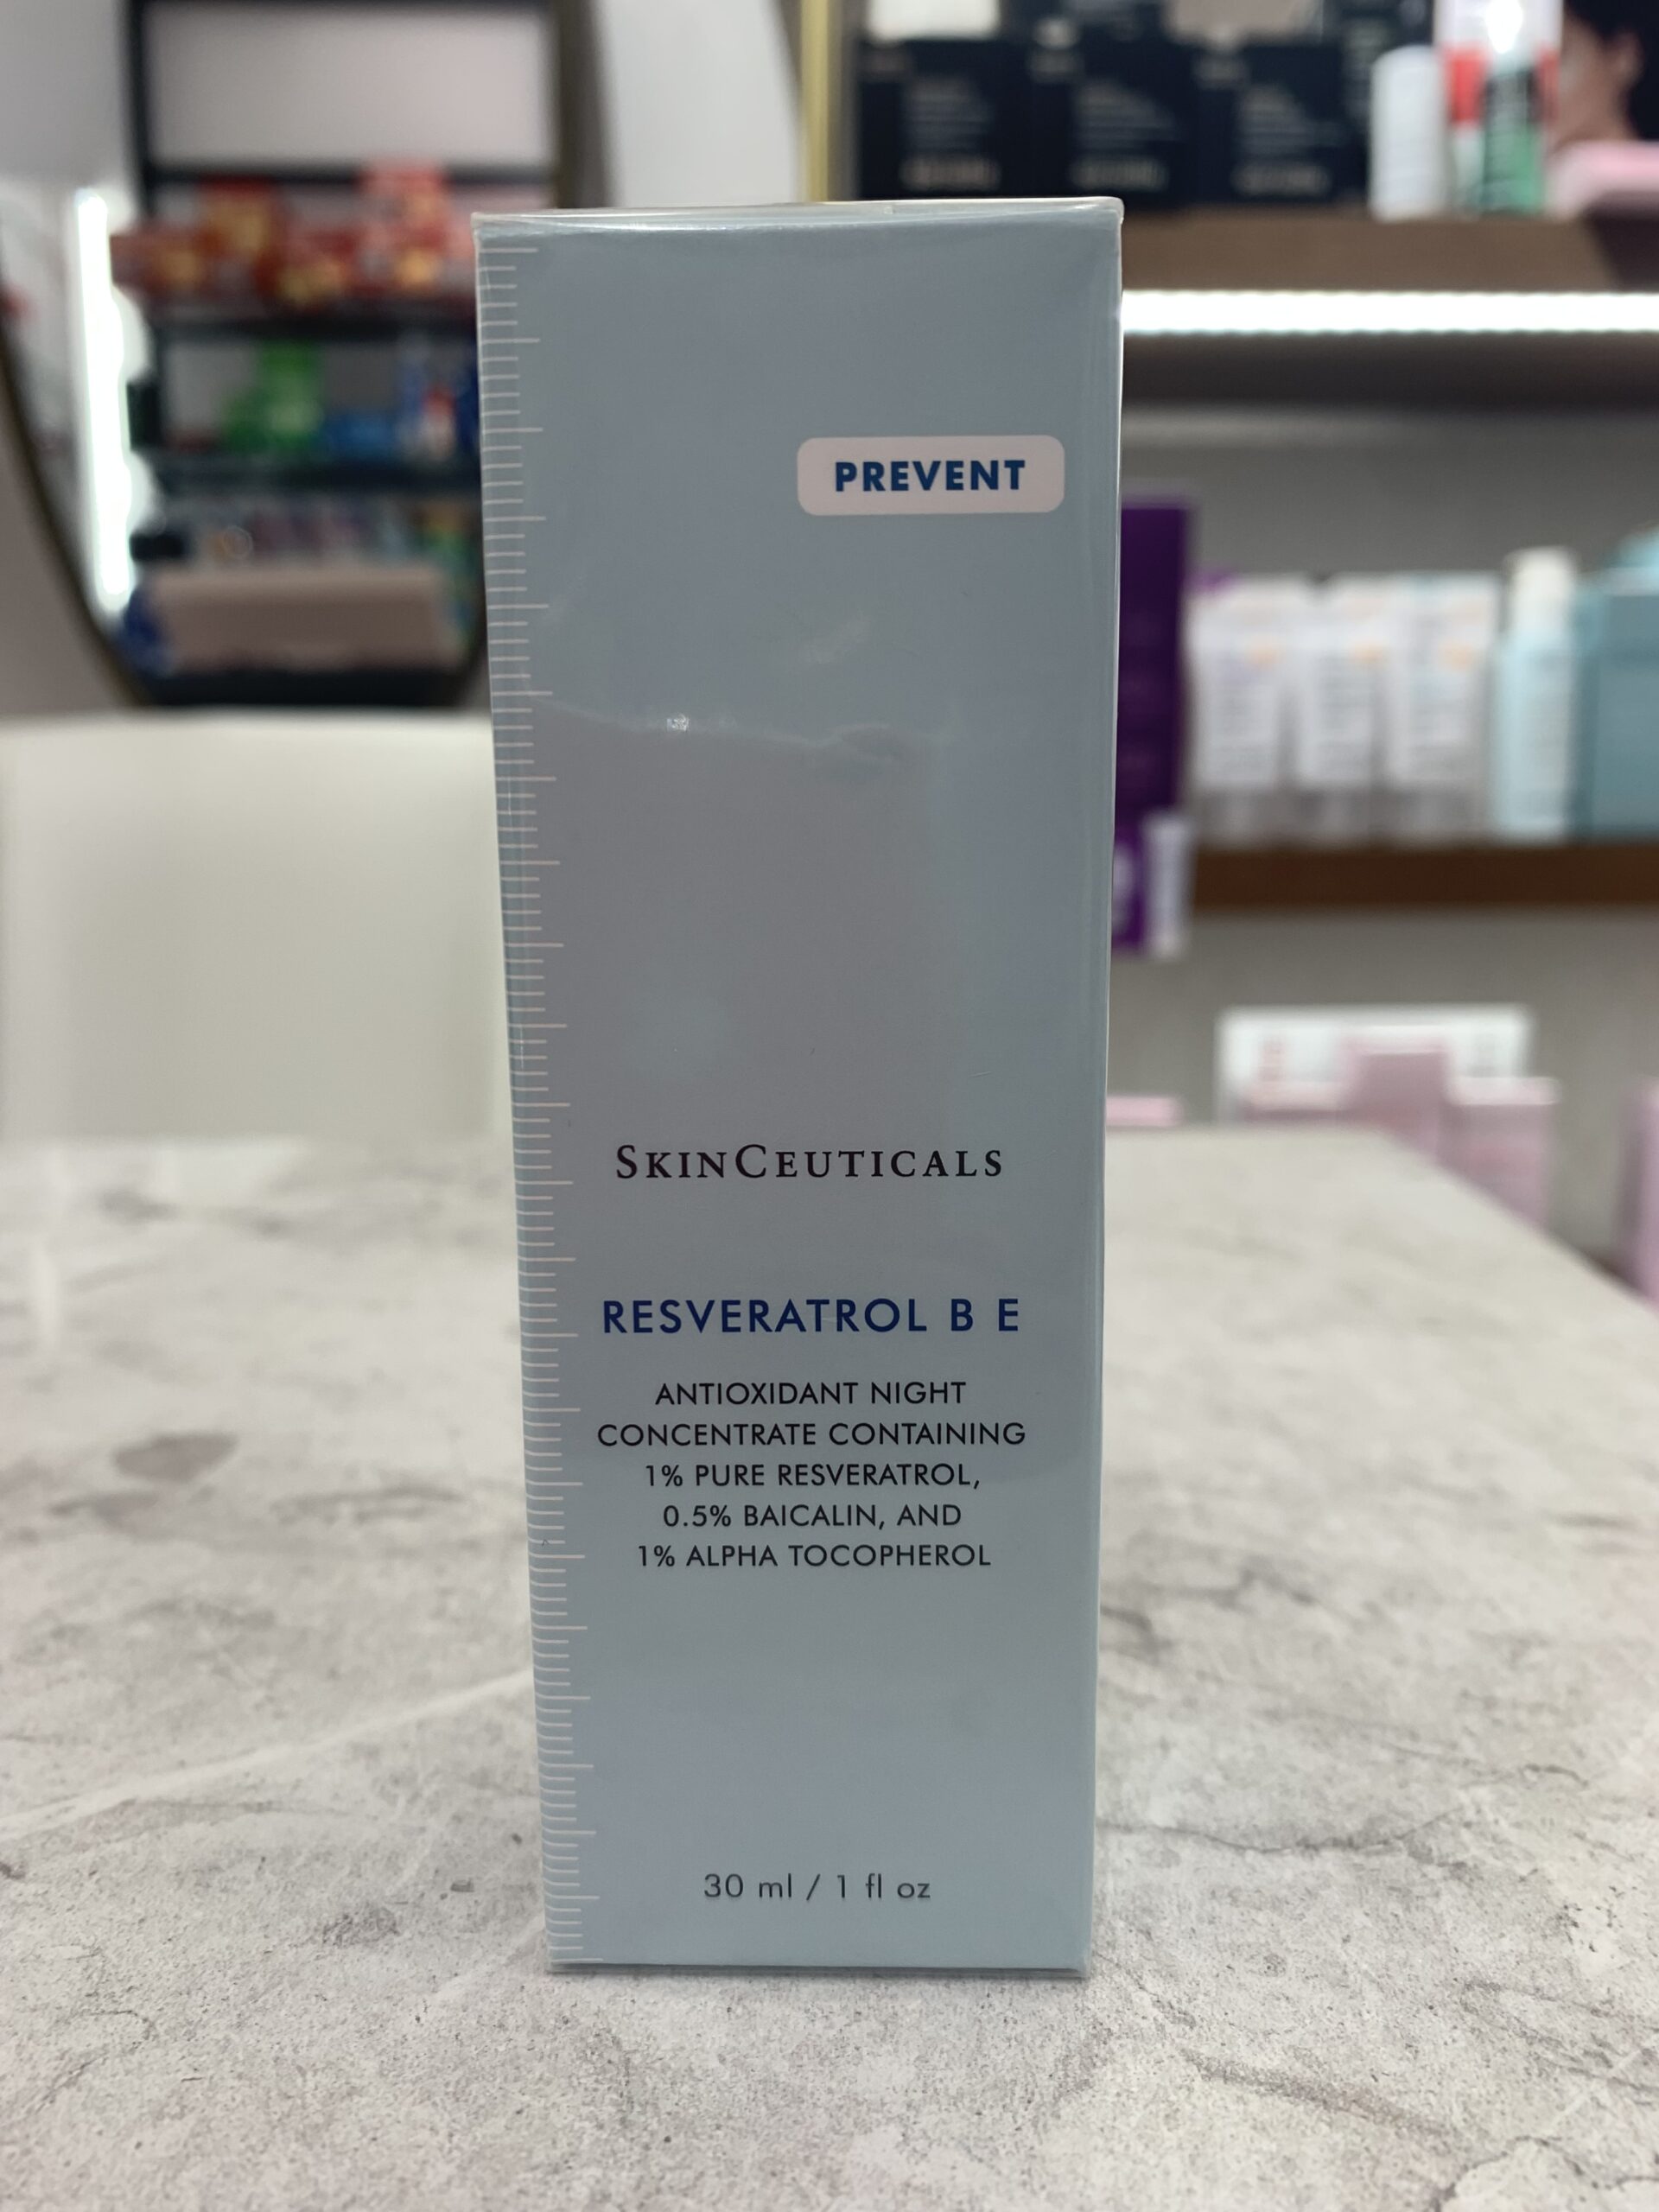 PREVENT
SKINCEUTICALS
RESVERATROL B E
ANTIOXIDANT NIGHT
CONCENTRATE CONTAINING
1% PURE RESVERATROL,
0.5% BAICALIN, AND
1% ALPHA TOCOPHEROL
30 ml / 1 fl oz